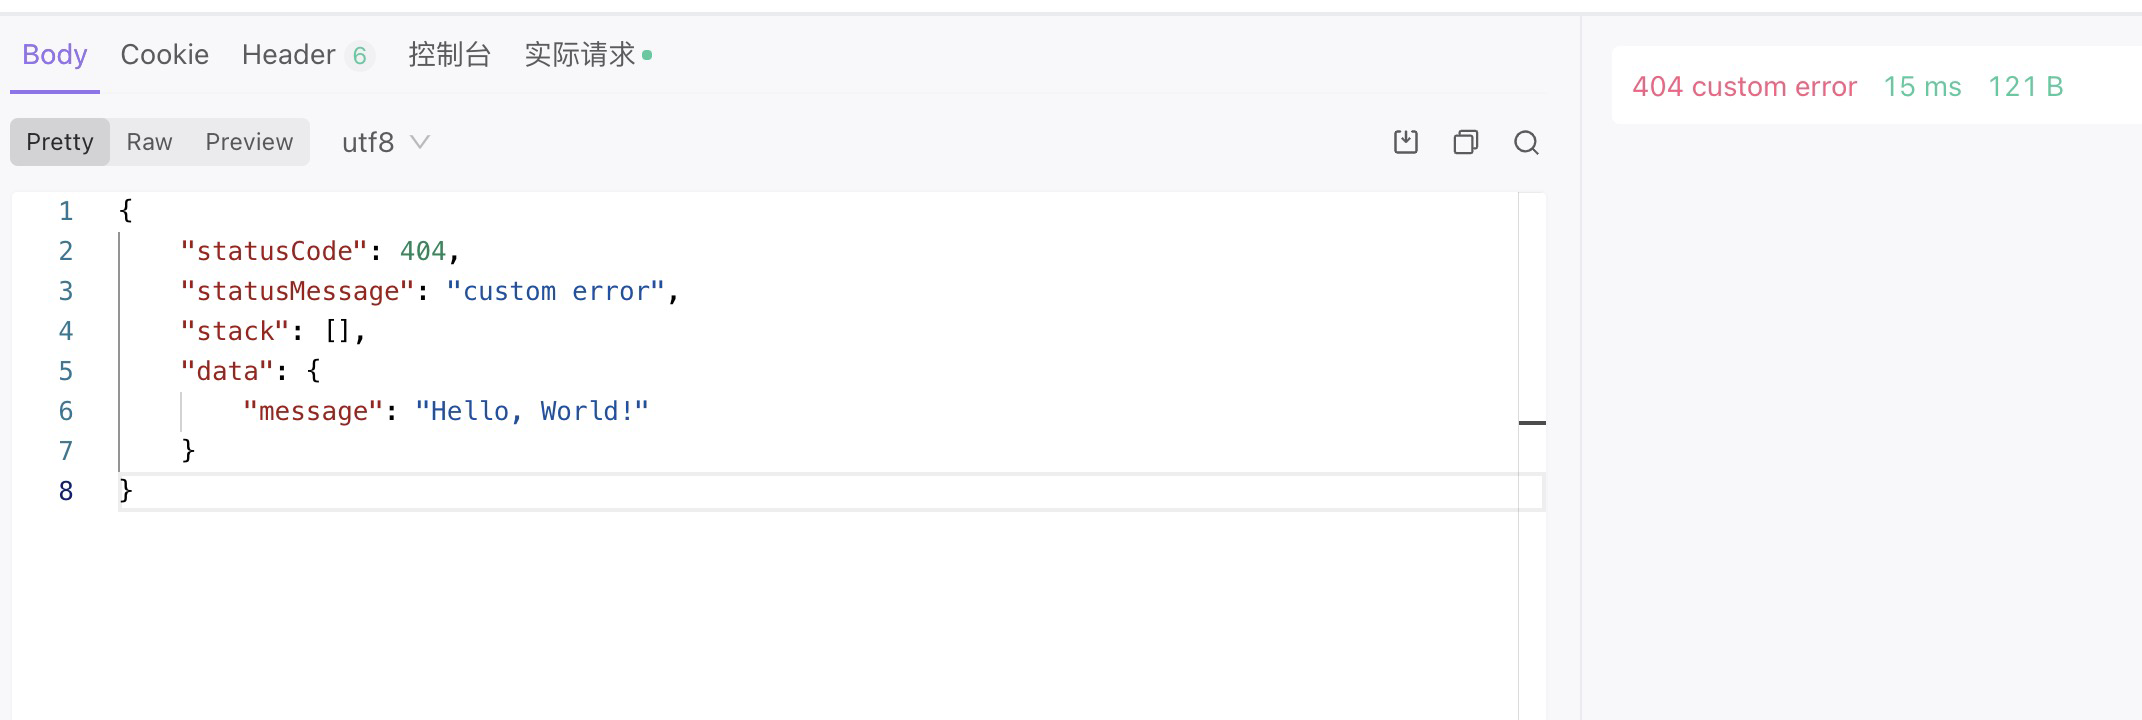 Body Cookie Header 6 控制台 实际请求
404 custom error 15 ms 121 B
Pretty Raw Preview utf8
1 {
2 "statusCode": 404,
3 "statusMessage": "custom error",
4 "stack": [],
5 "data": {
6 "message": "Hello, World!"
7 }
8 }